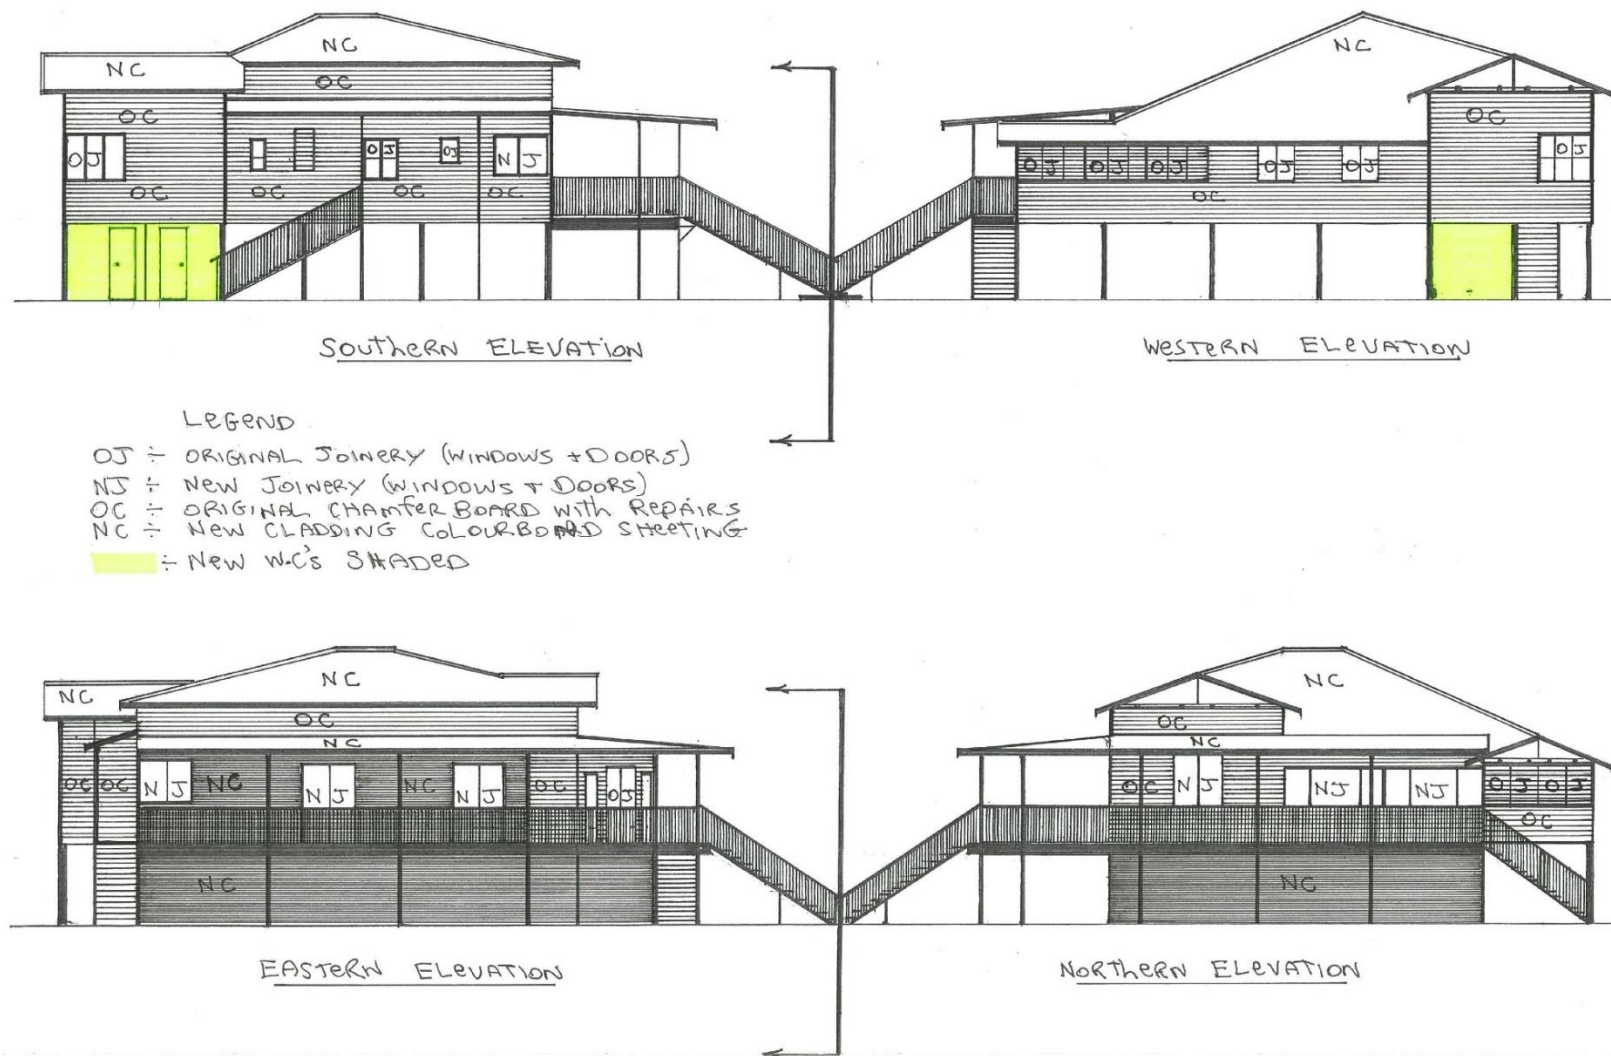 NC
NC
OC
OC
OJ
OJ
OJ
NJ
OC
OC
OC
OC
SOUTHERN ELEVATION
NC
OC
OJ
OJ
OJ
OJ
OJ
OJ
OC
WESTERN ELEVATION
LEGEND
OJ ÷ ORIGINAL JOINERY (WINDOWS + DOORS)
NJ ÷ NEW JOINERY (WINDOWS + DOORS)
OC ÷ ORIGINAL CHAMFER BOARD WITH REPAIRS
NC ÷ NEW CLADDING COLOURBOARD SHEETING
÷ NEW W.C's SHADED
NC
NC
OC
NC
OC OC
NJ
NC
NJ
NC
NJ
OC
OJ
NC
EASTERN ELEVATION
NC
OC
NC
OC
NJ
NJ
NJ
OJ OJ
OC
NC
NORTHERN ELEVATION